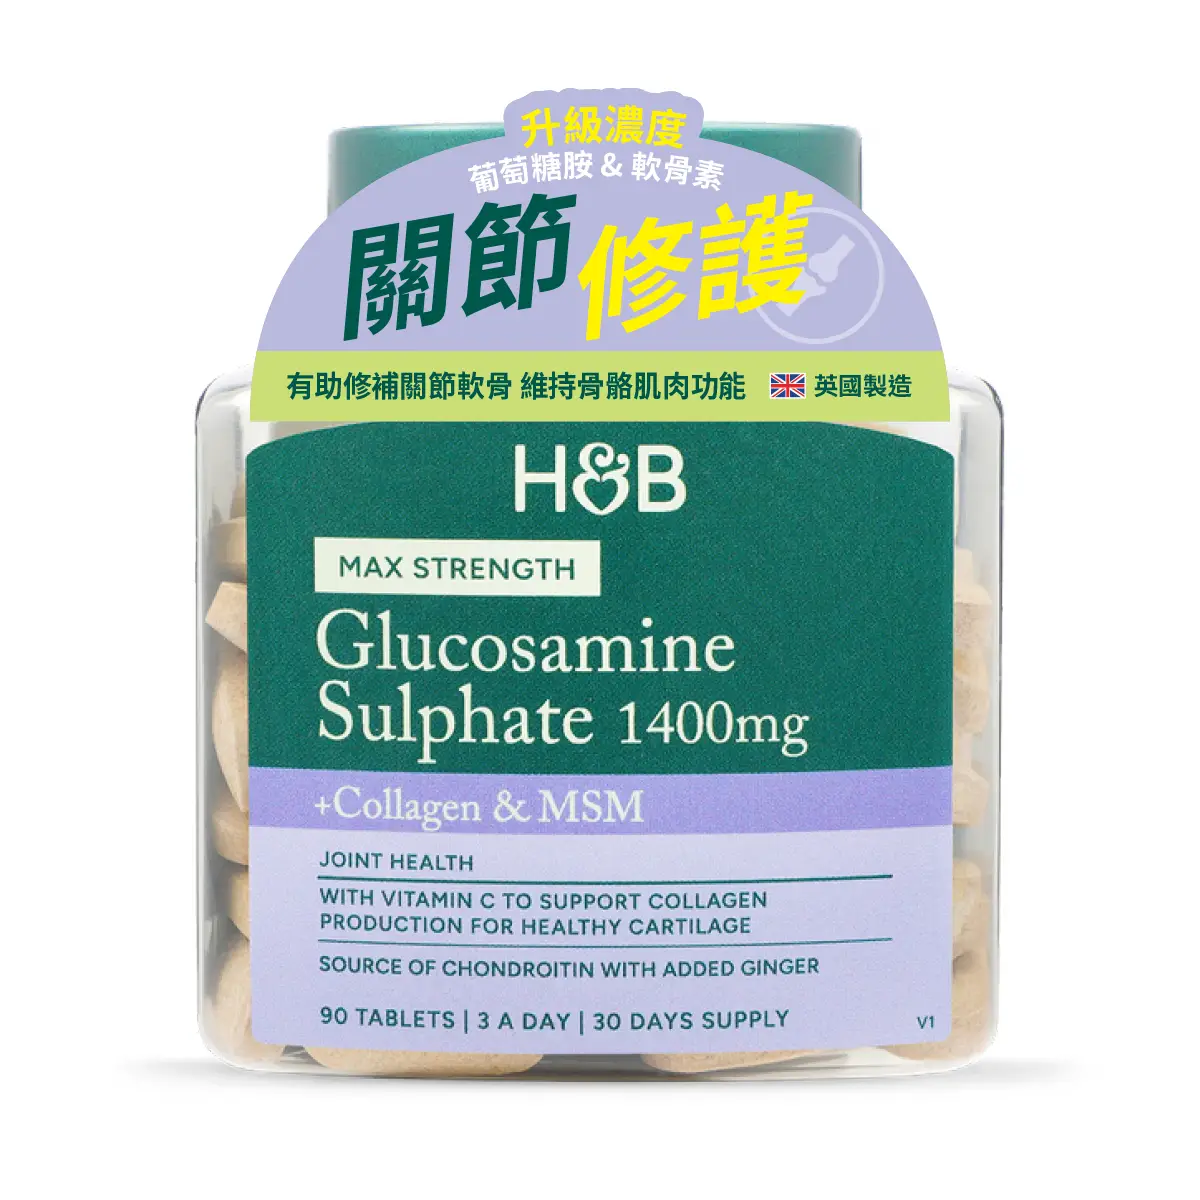 升級濃度
葡萄糖胺 & 軟骨素
關節修護
有助修補關節軟骨 維持骨骼肌肉功能 英國製造
H&B
MAX STRENGTH
Glucosamine
Sulphate 1400mg
+Collagen & MSM
JOINT HEALTH
WITH VITAMIN C TO SUPPORT COLLAGEN
PRODUCTION FOR HEALTHY CARTILAGE
SOURCE OF CHONDROITIN WITH ADDED GINGER
90 TABLETS | 3 A DAY | 30 DAYS SUPPLY
V1